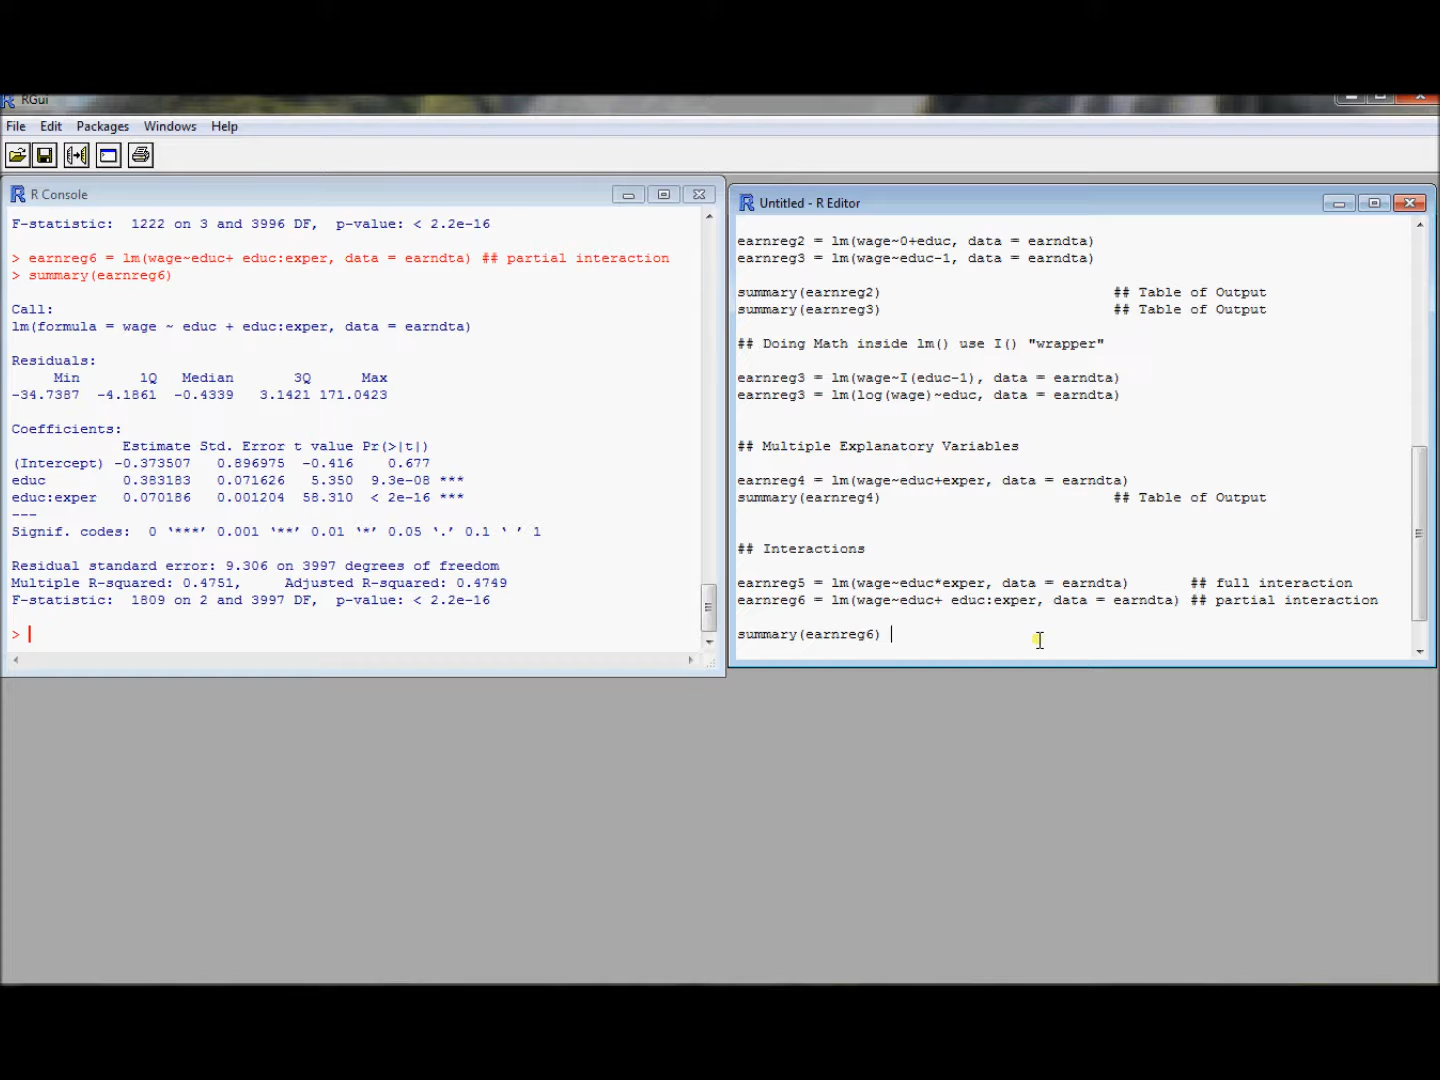 RGui
File Edit Packages Windows Help
R Console
F-statistic:  1222 on 3 and 3996 DF,  p-value: < 2.2e-16
> earnreg6 = lm(wage~educ+ educ:exper, data = earndta) ## partial interaction
> summary(earnreg6)
Call:
lm(formula = wage ~ educ + educ:exper, data = earndta)
Residuals:
     Min       1Q   Median       3Q      Max
-34.7387  -4.1861  -0.4339   3.1421 171.0423
Coefficients:
             Estimate Std. Error t value Pr(>|t|)
(Intercept) -0.373507   0.896975  -0.416    0.677
educ         0.383183   0.071626   5.350  9.3e-08 ***
educ:exper   0.070186   0.001204  58.310  < 2e-16 ***
---
Signif. codes:  0 ‘***’ 0.001 ‘**’ 0.01 ‘*’ 0.05 ‘.’ 0.1 ‘ ’ 1
Residual standard error: 9.306 on 3997 degrees of freedom
Multiple R-squared: 0.4751,     Adjusted R-squared: 0.4749
F-statistic:  1809 on 2 and 3997 DF,  p-value: < 2.2e-16
>
Untitled - R Editor
earnreg2 = lm(wage~0+educ, data = earndta)
earnreg3 = lm(wage~educ-1, data = earndta)
summary(earnreg2)                            ## Table of Output
summary(earnreg3)                            ## Table of Output
## Doing Math inside lm() use I() "wrapper"
earnreg3 = lm(wage~I(educ-1), data = earndta)
earnreg3 = lm(log(wage)~educ, data = earndta)
## Multiple Explanatory Variables
earnreg4 = lm(wage~educ+exper, data = earndta)
summary(earnreg4)                            ## Table of Output
## Interactions
earnreg5 = lm(wage~educ*exper, data = earndta)        ## full interaction
earnreg6 = lm(wage~educ+ educ:exper, data = earndta) ## partial interaction
summary(earnreg6)